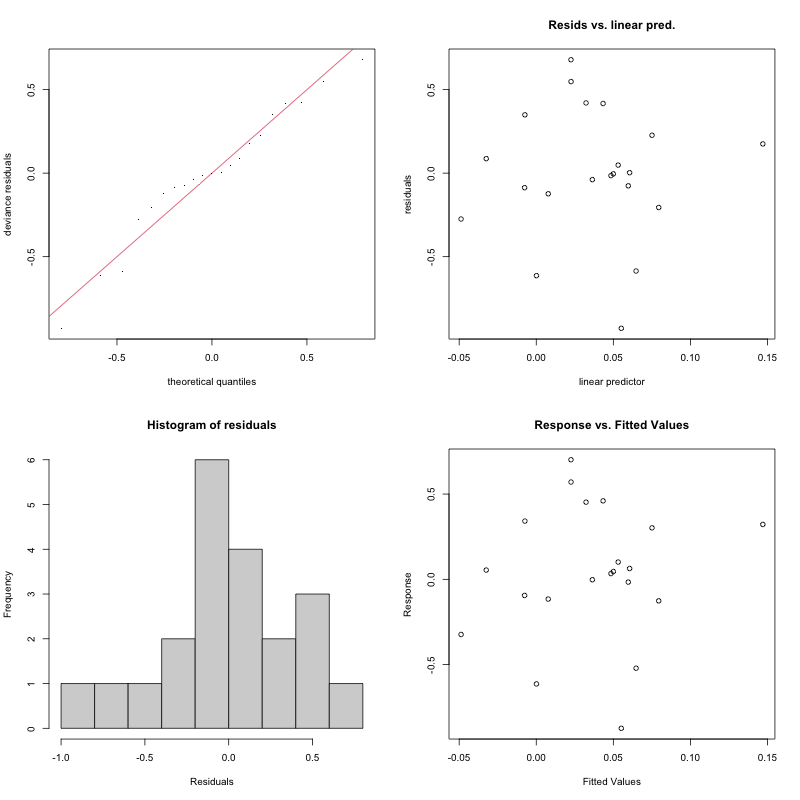 0.5
0.0
-0.5
deviance residuals
-0.5 0.0 0.5
theoretical quantiles
Resids vs. linear pred.
0.5
0.0
-0.5
residuals
-0.05 0.00 0.05 0.10 0.15
linear predictor
Histogram of residuals
6
5
4
3
2
1
0
Frequency
-1.0 -0.5 0.0 0.5
Residuals
Response vs. Fitted Values
0.5
0.0
-0.5
Response
-0.05 0.00 0.05 0.10 0.15
Fitted Values